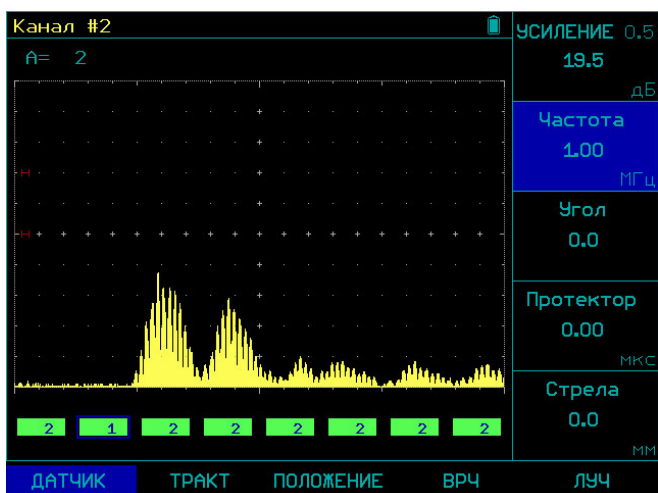 Канал #2
A= 2
УСИЛЕНИЕ 0.5
19.5
дБ
Частота
1.00
МГц
Угол
0.0
Протектор
0.00
мкс
Стрела
0.0
мм
2 1 2 2 2 2 2 2
ДАТЧИК ТРАКТ ПОЛОЖЕНИЕ ВРЧ ЛУЧ